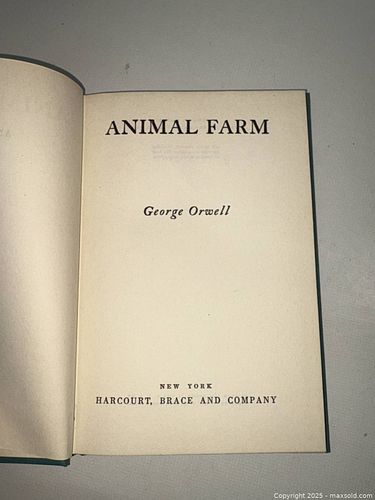 ANIMAL FARM
George Orwell
NEW YORK
HARCOURT, BRACE AND COMPANY
Copyright © 2025 - maxsold.com